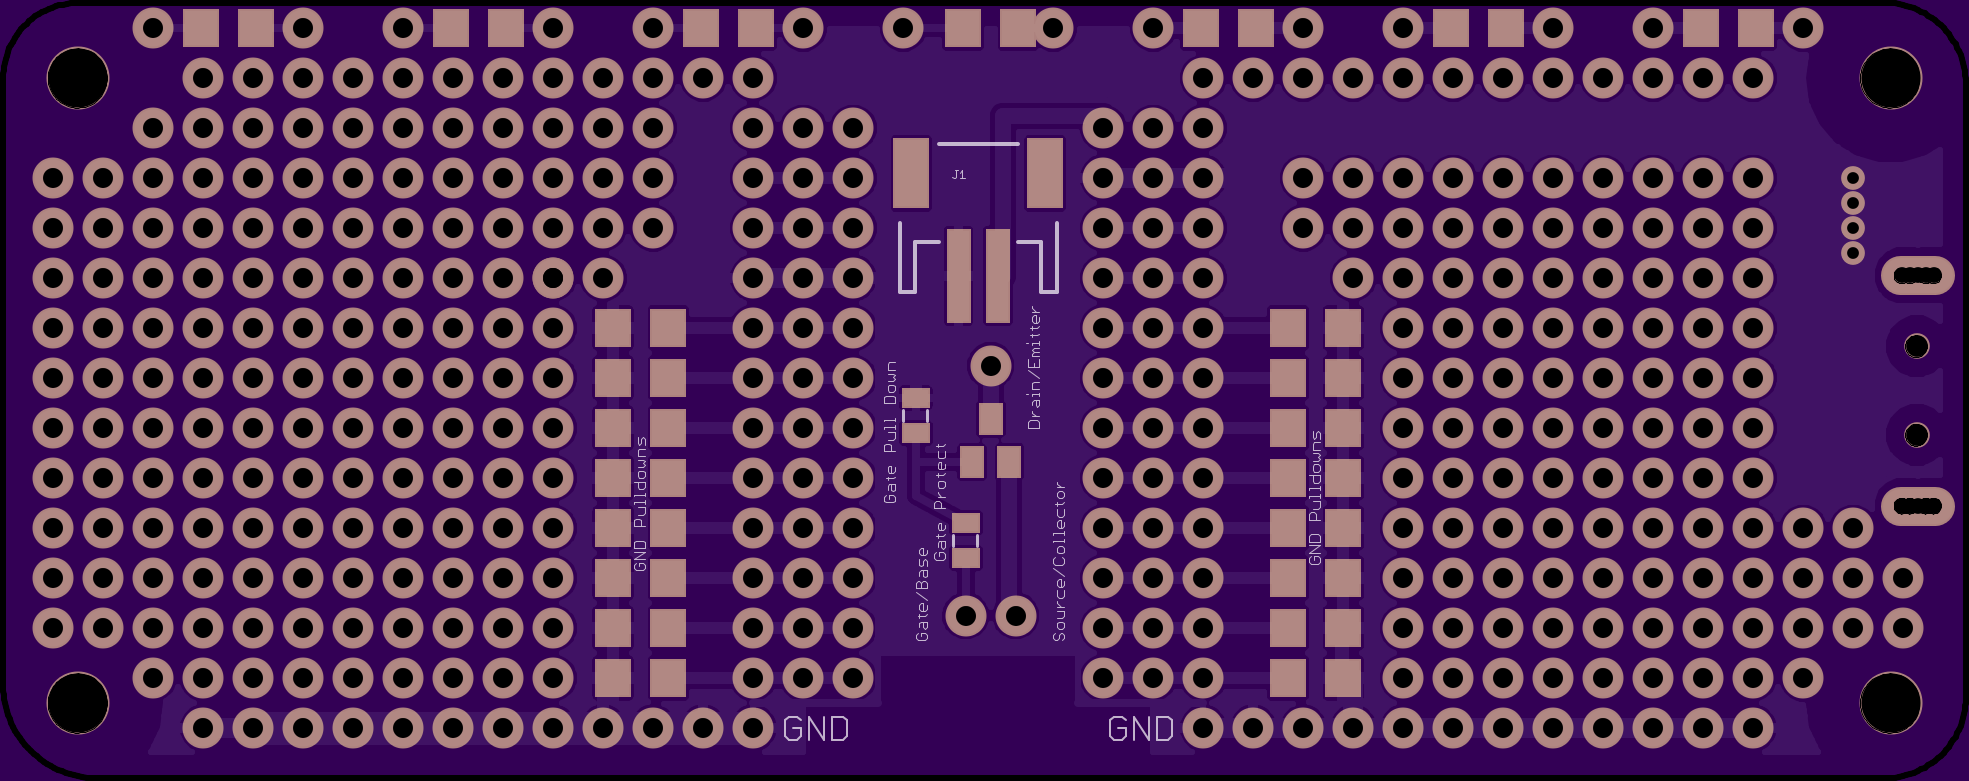 J1
Drain/Emitter
Gate Pull Down
GND Pulldowns
Gate Protect
GND Pulldowns
Source/Collector
Gate/Base
GND
GND